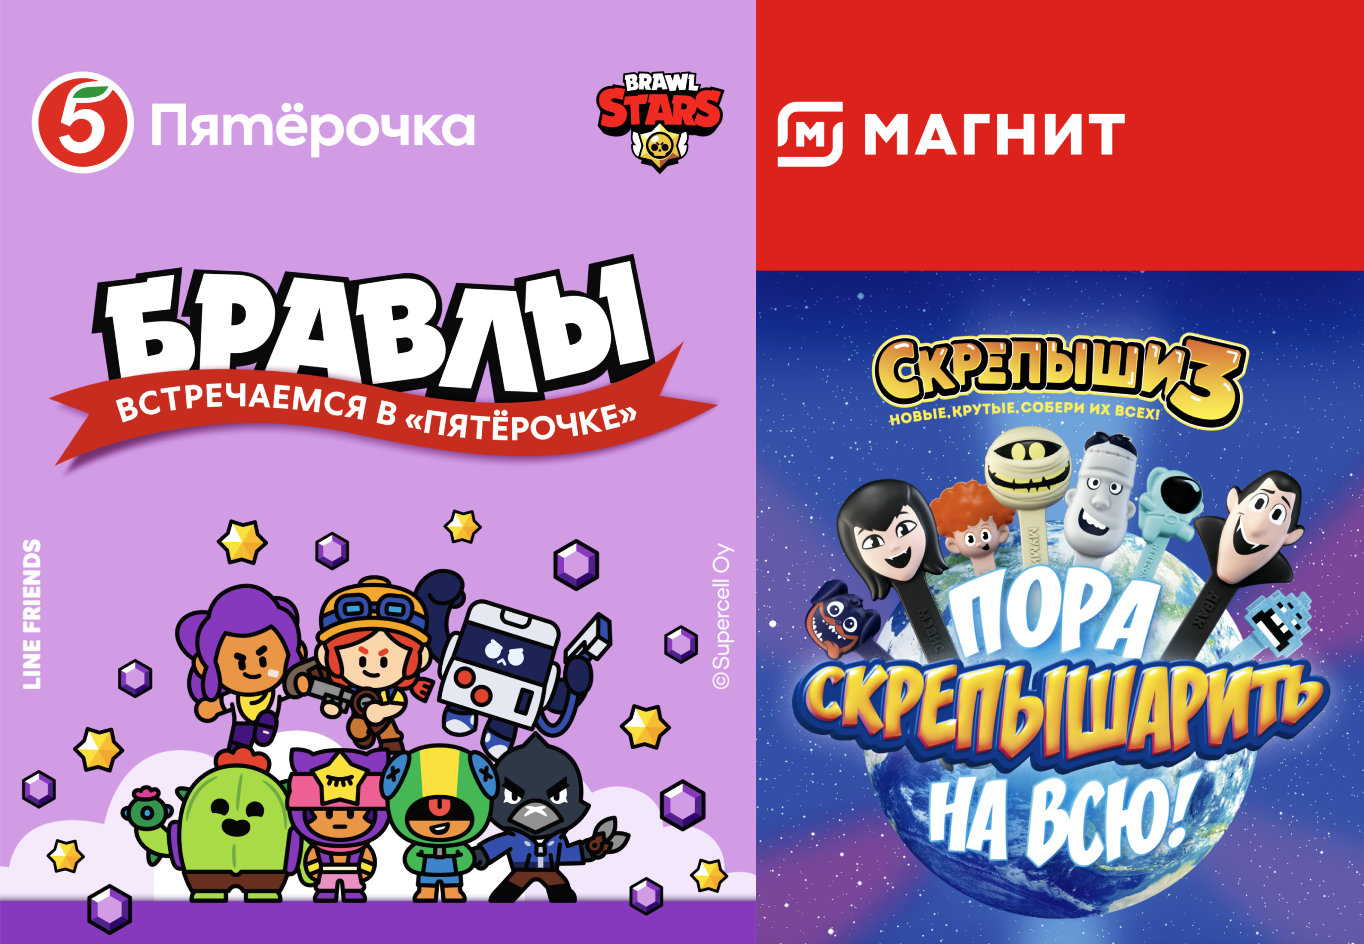 5 Пятёрочка
BRAWL
STARS
БРАВЛЫ
ВСТРЕЧАЕМСЯ В «ПЯТЁРОЧКЕ»
LINE FRIENDS
©Supercell Oy
М МАГНИТ
СКРЕПЫШИ3
НОВЫЕ, КРУТЫЕ, СОБЕРИ ИХ ВСЕХ!
ПОРА
СКРЕПЫШАРИТЬ
НА ВСЮ!